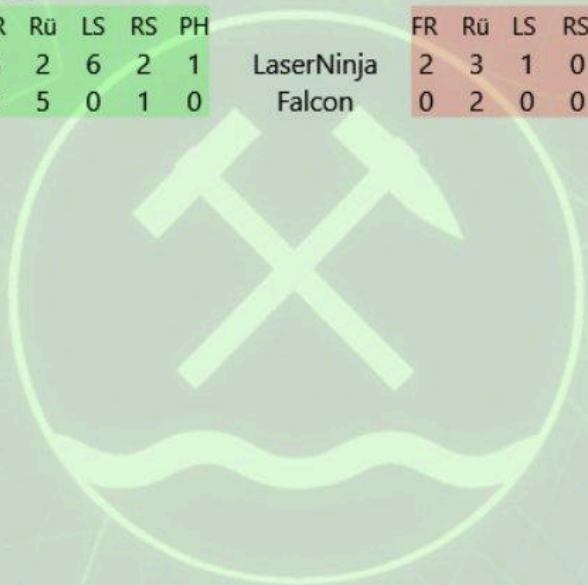 Rü LS RS PH FR Rü LS RS
2 6 2 1 LaserNinja 2 3 1 0
5 0 1 0 Falcon 0 2 0 0